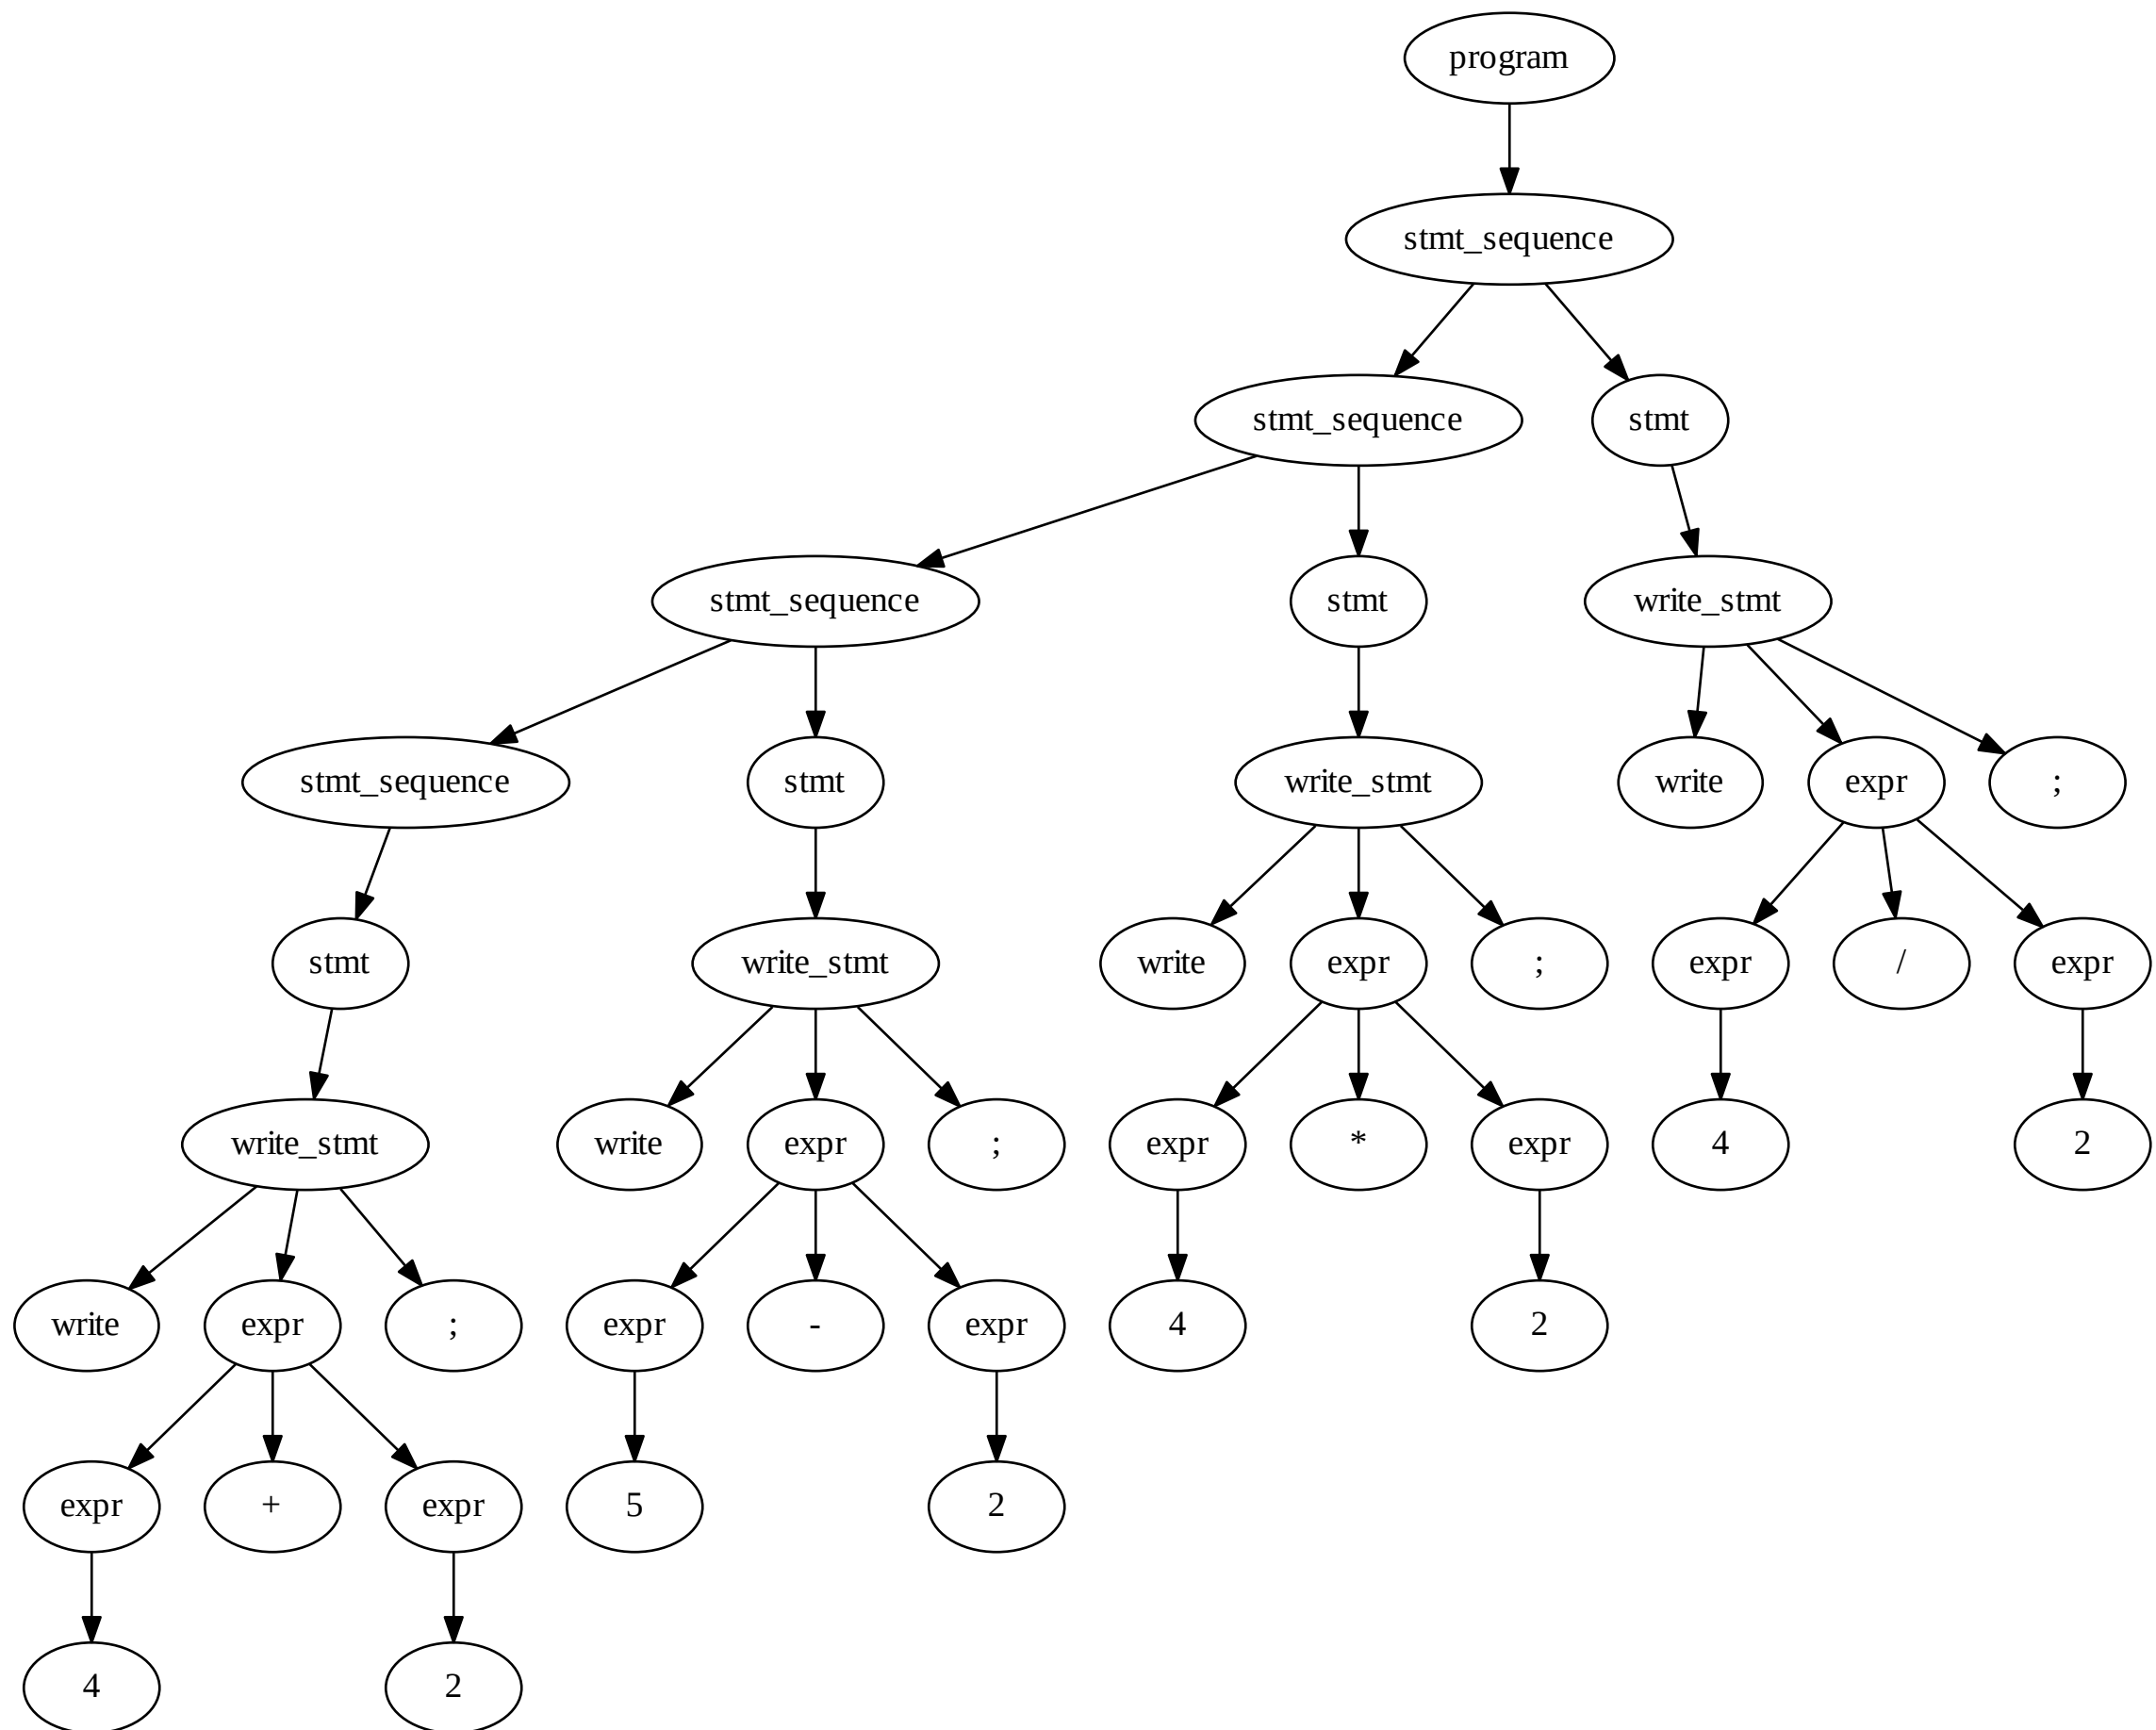 program
stmt_sequence
stmt_sequence
stmt
stmt_sequence
stmt
write_stmt
stmt_sequence
stmt
write_stmt
write
expr
;
stmt
write_stmt
write
expr
;
expr
/
expr
write_stmt
write
expr
;
expr
*
expr
4
2
write
expr
;
expr
-
expr
4
2
expr
+
expr
5
2
4
2